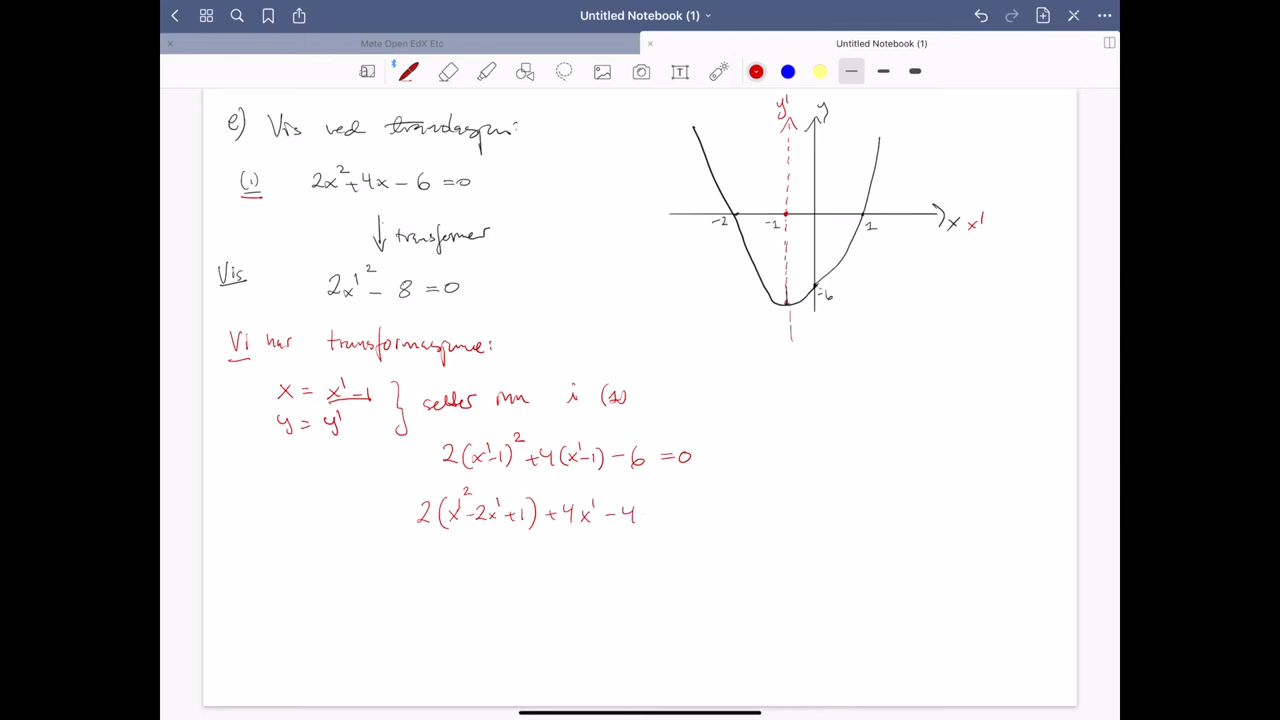 Untitled Notebook (1)
Møte Open EdX Etc
Untitled Notebook (1)
e) Vis ved
(i) 2x²+4x-6=0
↓ transformer
Vis 2x'²-8=0
Vi har transformasjonene:
x = x'-1
y = y'
} setter inn i (1)
2(x'-1)²+4(x'-1)-6=0
2(x'²-2x'+1)+4x'-4
y' y
-2 -1 1 x x'
-6